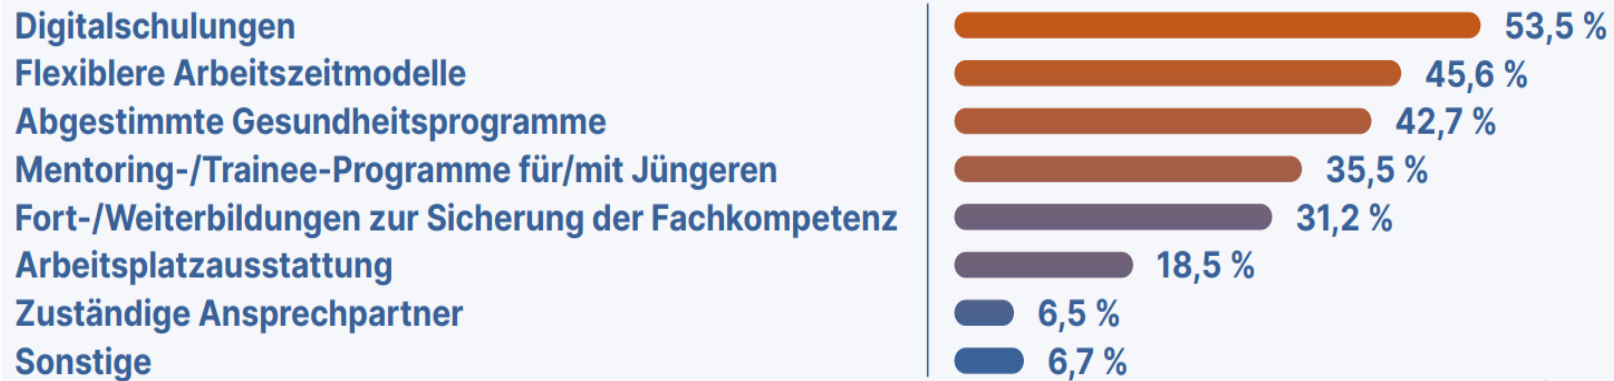 Digitalschulungen 53,5 %
Flexiblere Arbeitszeitmodelle 45,6 %
Abgestimmte Gesundheitsprogramme 42,7 %
Mentoring-/Trainee-Programme für/mit Jüngeren 35,5 %
Fort-/Weiterbildungen zur Sicherung der Fachkompetenz 31,2 %
Arbeitsplatzausstattung 18,5 %
Zuständige Ansprechpartner 6,5 %
Sonstige 6,7 %